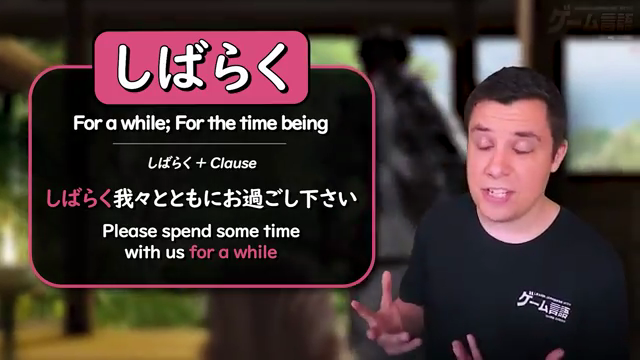 ゲーム言語
しばらく
For a while; For the time being
しばらく + Clause
しばらく我々とともにお過ごし下さい
Please spend some time
with us for a while
ゲーム言語